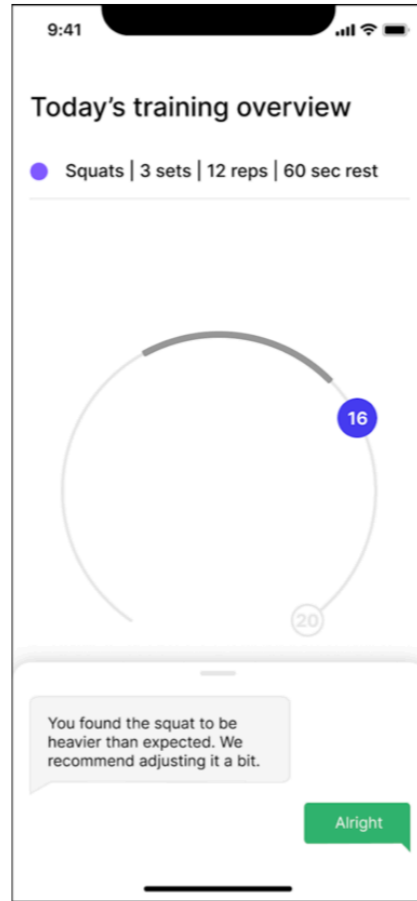 9:41
Today’s training overview
Squats | 3 sets | 12 reps | 60 sec rest
16
20
You found the squat to be
heavier than expected. We
recommend adjusting it a bit.
Alright